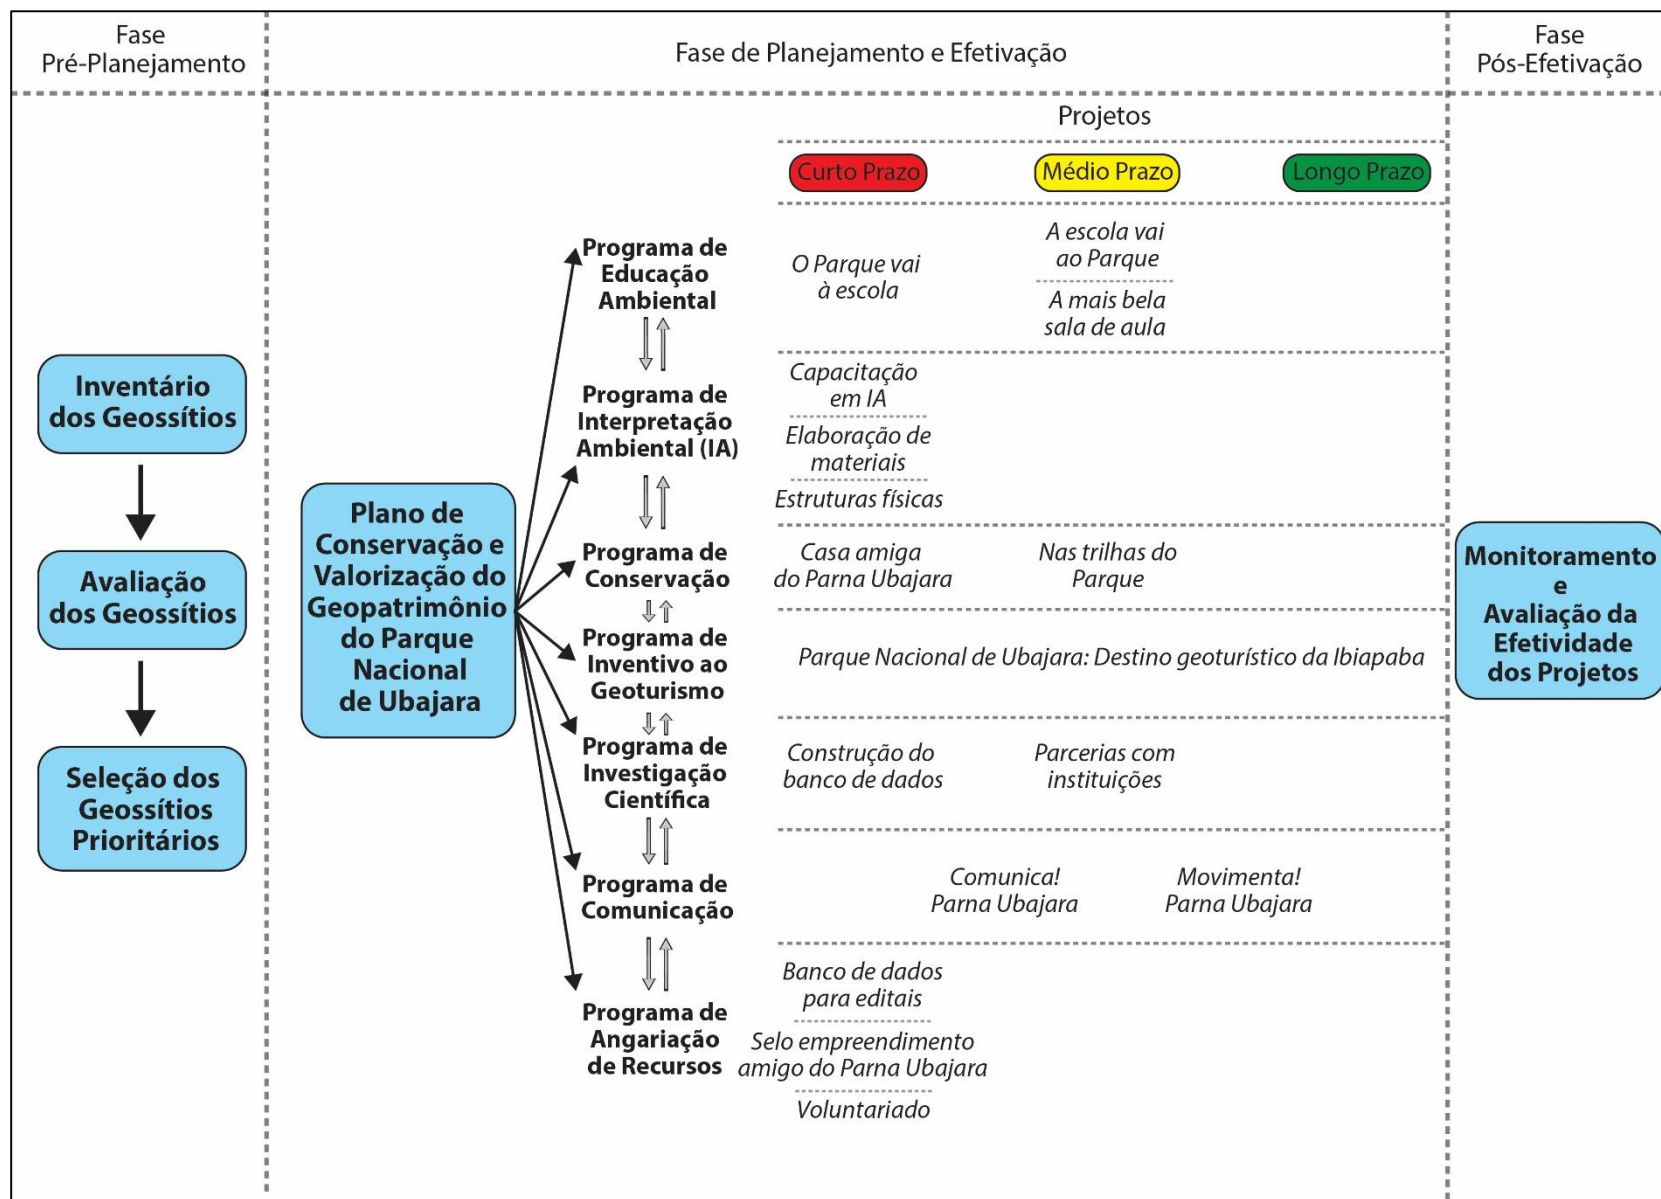 Fase
Pré-Planejamento
Fase de Planejamento e Efetivação
Fase
Pós-Efetivação
Inventário
dos Geossítios
Avaliação
dos Geossítios
Seleção dos
Geossítios
Prioritários
Plano de
Conservação e
Valorização do
Geopatrimônio
do Parque
Nacional
de Ubajara
Projetos
Curto Prazo
Médio Prazo
Longo Prazo
Programa de
Educação
Ambiental
O Parque vai
à escola
A escola vai
ao Parque
A mais bela
sala de aula
Programa de
Interpretação
Ambiental (IA)
Capacitação
em IA
Elaboração de
materiais
Estruturas físicas
Programa de
Conservação
Casa amiga
do Parna Ubajara
Nas trilhas do
Parque
Programa de
Inventivo ao
Geoturismo
Parque Nacional de Ubajara: Destino geoturístico da Ibiapaba
Programa de
Investigação
Científica
Construção do
banco de dados
Parcerias com
instituições
Programa de
Comunicação
Comunica!
Parna Ubajara
Movimenta!
Parna Ubajara
Programa de
Angariação
de Recursos
Banco de dados
para editais
Selo empreendimento
amigo do Parna Ubajara
Voluntariado
Monitoramento
e
Avaliação da
Efetividade
dos Projetos